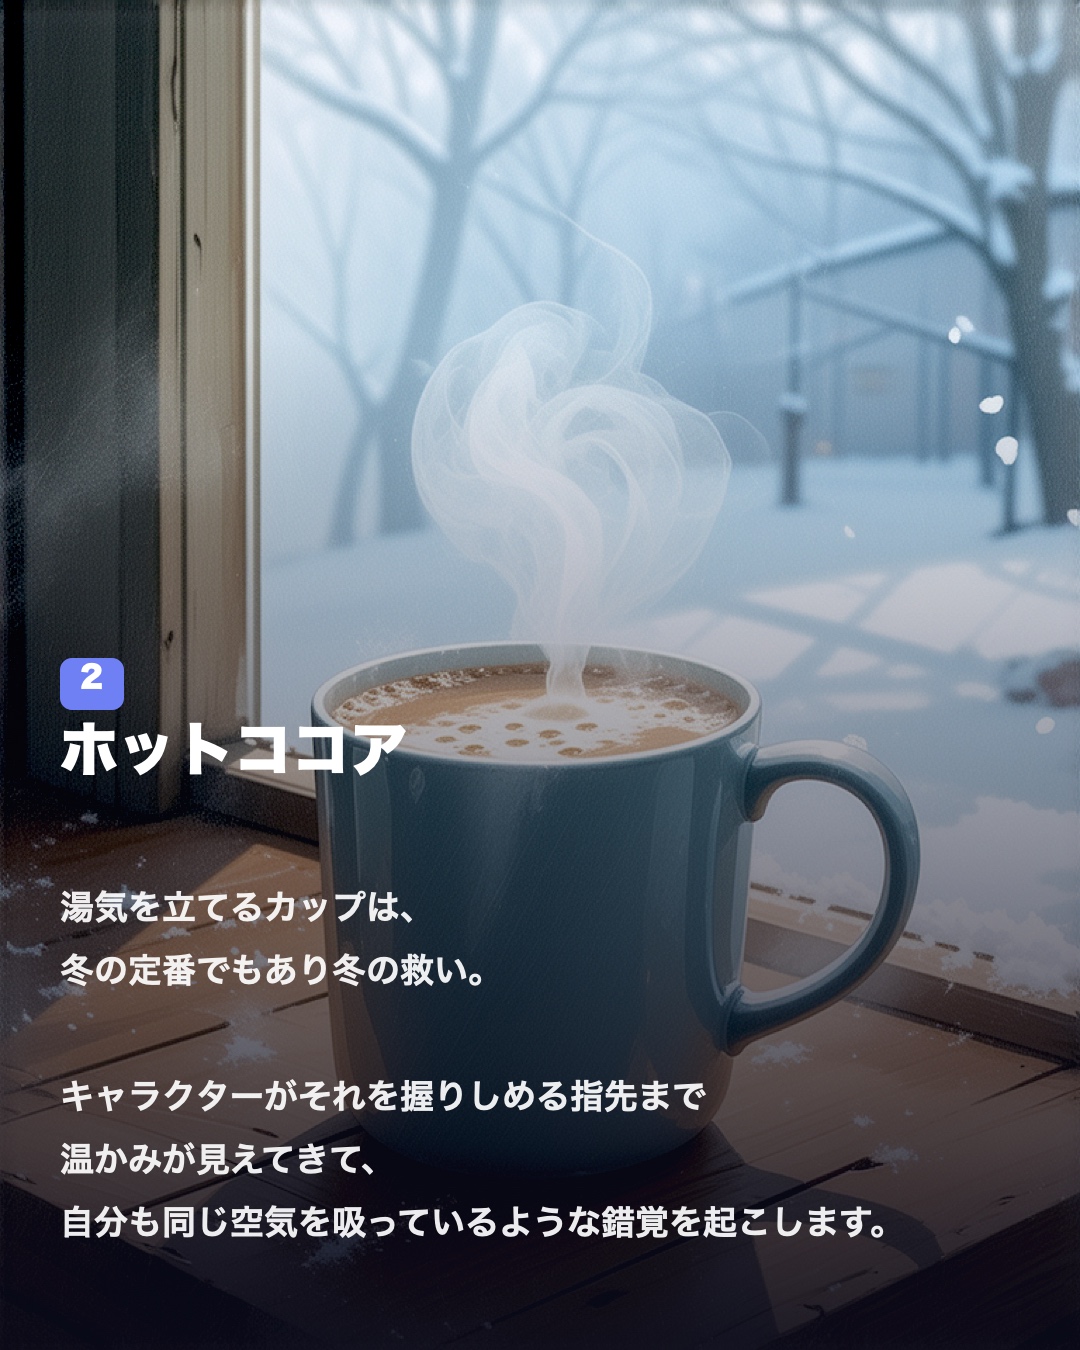 2
ホットココア
湯気を立てるカップは、
冬の定番でもあり冬の救い。
キャラクターがそれを握りしめる指先まで
温かみが見えてきて、
自分も同じ空気を吸っているような錯覚を起こします。